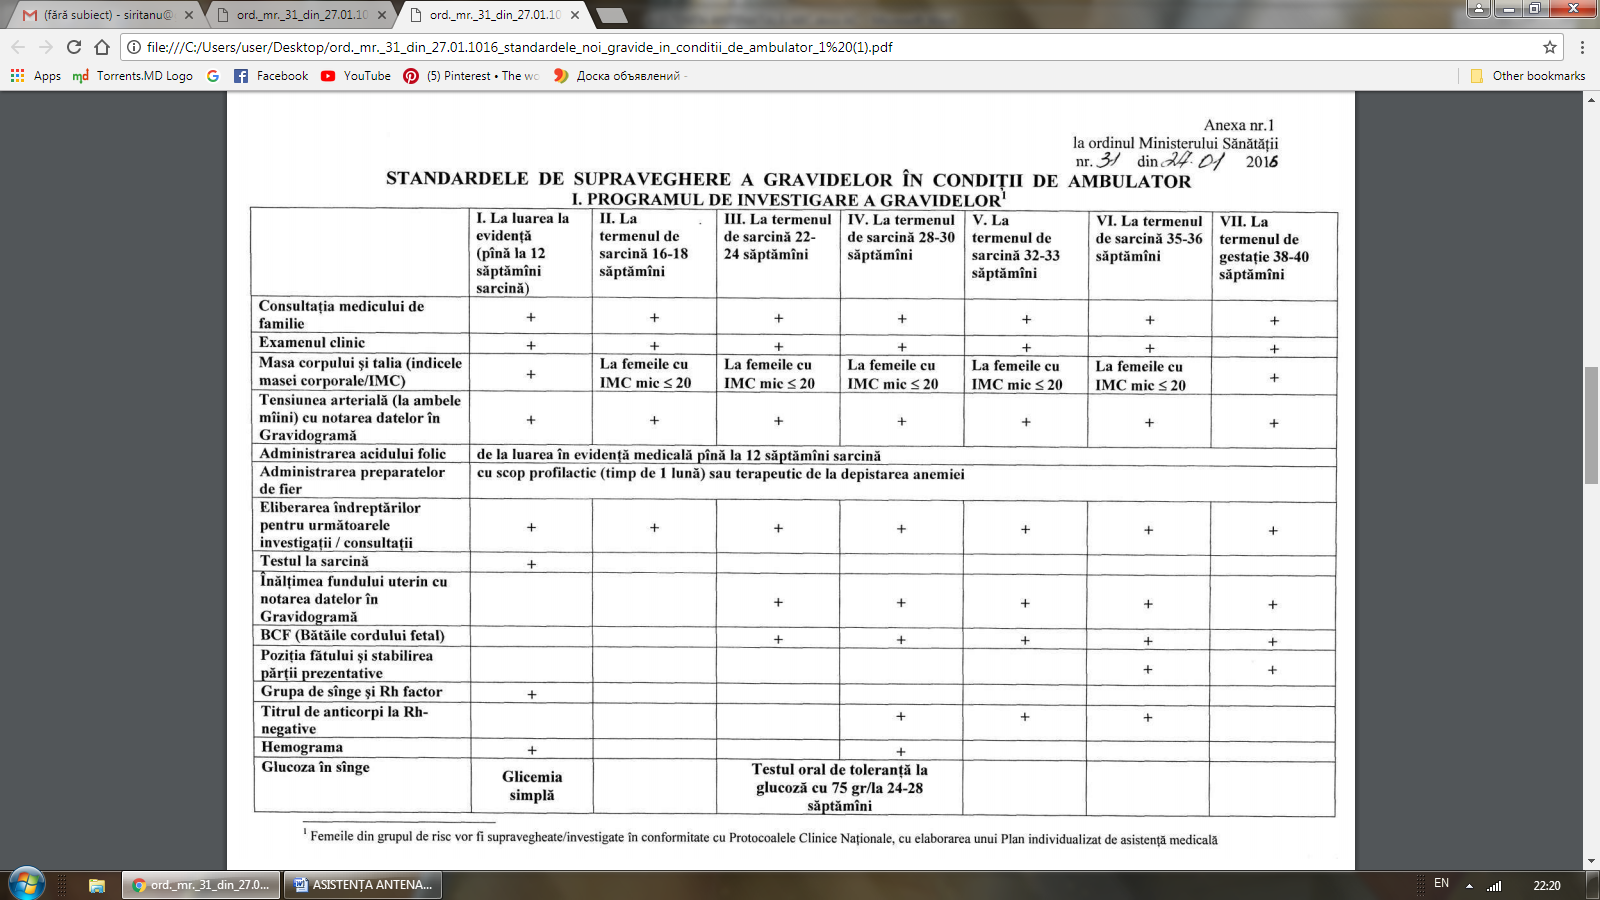 (fără subiect) - siritanu@
ord._mr._31_din_27.01.10
ord._mr._31_din_27.01.10
file:///C:/Users/user/Desktop/ord._mr._31_din_27.01.1016_standardele_noi_gravide_in_conditii_de_ambulator_1%20(1).pdf
Apps
Torrents.MD Logo
Facebook
YouTube
(5) Pinterest • The wo
Доска объявлений -
Other bookmarks
Anexa nr.1
la ordinul Ministerului Sănătății
nr. 31 din 27.01 2016
STANDARDELE DE SUPRAVEGHERE A GRAVIDELOR ÎN CONDIȚII DE AMBULATOR
I. PROGRAMUL DE INVESTIGARE A GRAVIDELOR1
I. La luarea la
evidență
(pînă la 12
săptămîni
sarcină)
II. La
termenul de
sarcină 16-18
săptămîni
III. La termenul
de sarcină 22-
24 săptămîni
IV. La termenul
de sarcină 28-30
săptămîni
V. La
termenul de
sarcină 32-33
săptămîni
VI. La termenul
de sarcină 35-36
săptămîni
VII. La
termenul de
gestație 38-40
săptămîni
Consultația medicului de
familie
+ + + + + + +
Examenul clinic
+ + + + + + +
Masa corpului și talia (indicele
masei corporale/IMC)
+
La femeile cu
IMC mic ≤ 20
La femeile cu
IMC mic ≤ 20
La femeile cu
IMC mic ≤ 20
La femeile cu
IMC mic ≤ 20
La femeile cu
IMC mic ≤ 20
+
Tensiunea arterială (la ambele
mîini) cu notarea datelor în
Gravidogramă
+ + + + + + +
Administrarea acidului folic
de la luarea în evidență medicală pînă la 12 săptămîni sarcină
Administrarea preparatelor
de fier
cu scop profilactic (timp de 1 lună) sau terapeutic de la depistarea anemiei
Eliberarea îndreptărilor
pentru următoarele
investigații / consultații
+ + + + + + +
Testul la sarcină
+
Înălțimea fundului uterin cu
notarea datelor în
Gravidogramă
+ + + + +
BCF (Bătăile cordului fetal)
+ + + + +
Poziția fătului și stabilirea
părții prezentative
+ +
Grupa de sînge și Rh factor
+
Titrul de anticorpi la Rh-
negative
+ + +
Hemograma
+ +
Glucoza în sînge
Glicemia
simplă
Testul oral de toleranță la
glucoză cu 75 gr/la 24-28
săptămîni
1 Femeile din grupul de risc vor fi supravegheate/investigate în conformitate cu Protocoalele Clinice Naționale, cu elaborarea unui Plan individualizat de asistență medicală
ord._mr._31_din_27.0...
ASISTENȚA ANTENA...
EN
22:20